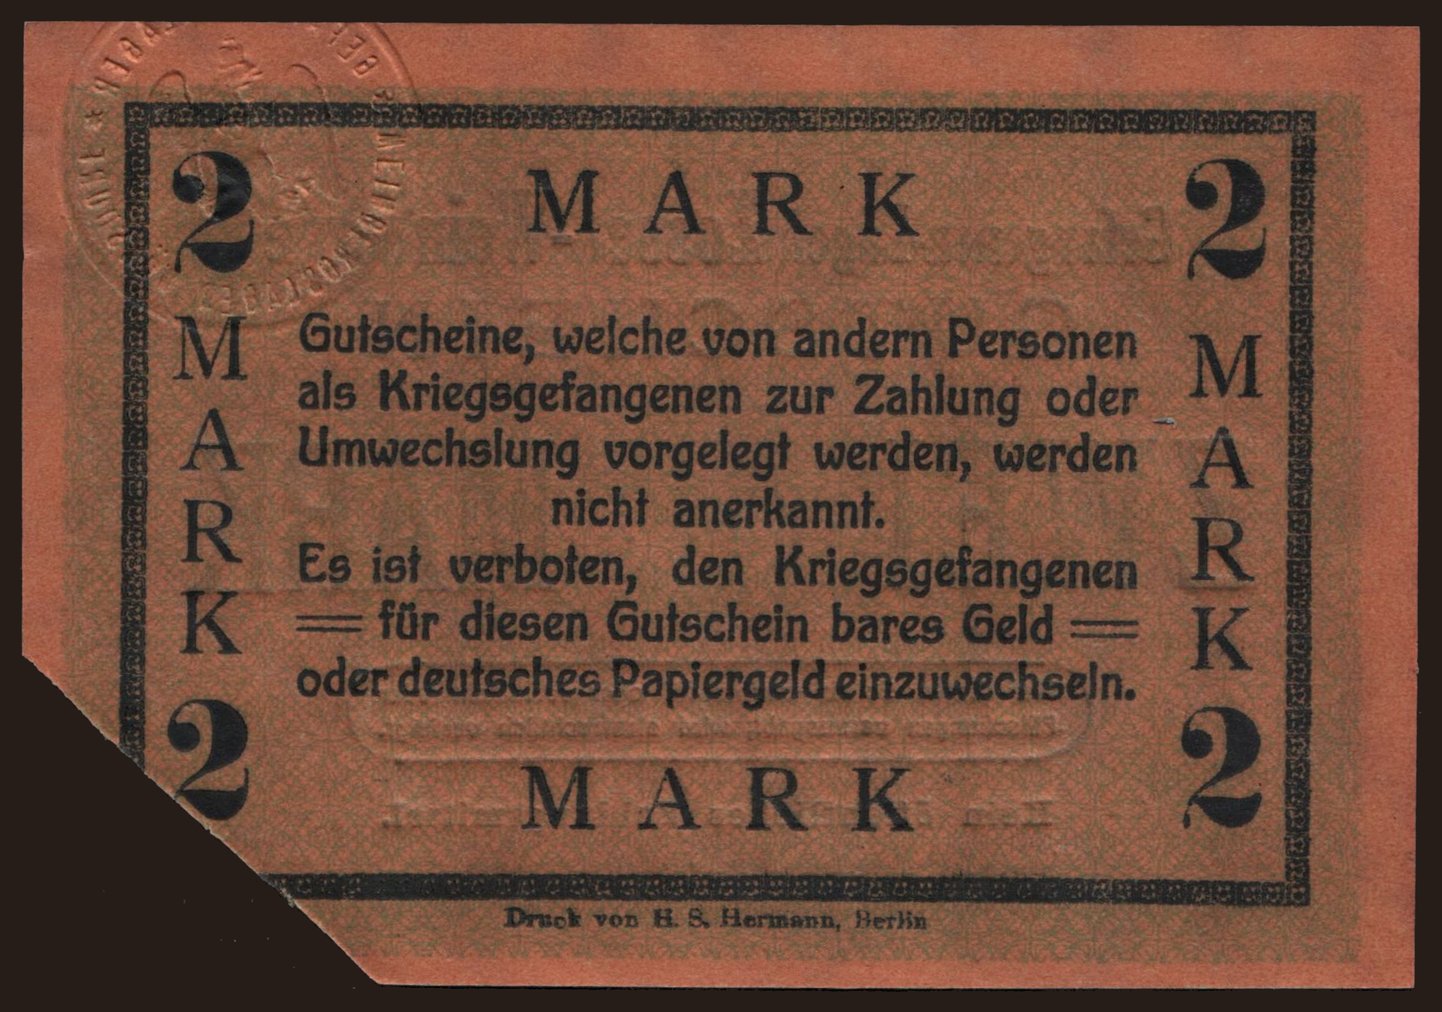 2 MARK 2
MARK
Gutscheine, welche von andern Personen
als Kriegsgefangenen zur Zahlung oder
Umwechslung vorgelegt werden, werden
nicht anerkannt.
Es ist verboten, den Kriegsgefangenen
für diesen Gutschein bares Geld
oder deutsches Papiergeld einzuwechseln.
MARK
2 MARK 2
Druck von H. S. Hermann, Berlin